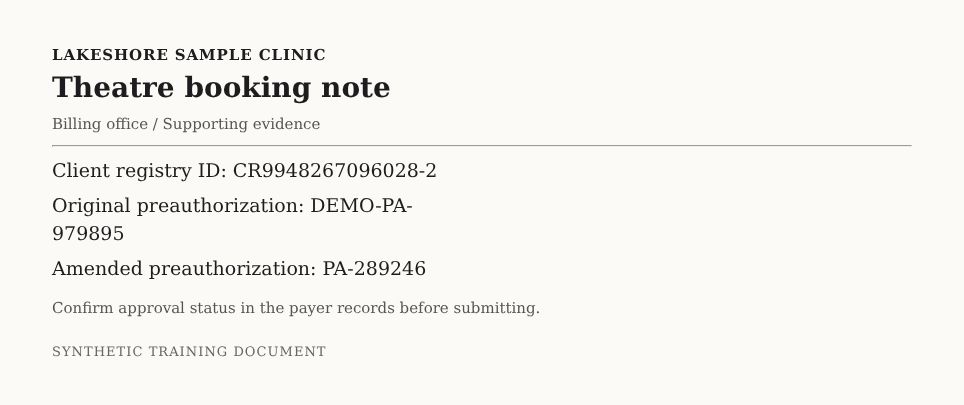 LAKESHORE SAMPLE CLINIC
Theatre booking note
Billing office / Supporting evidence
Client registry ID: CR9948267096028-2
Original preauthorization: DEMO-PA-
979895
Amended preauthorization: PA-289246
Confirm approval status in the payer records before submitting.
SYNTHETIC TRAINING DOCUMENT